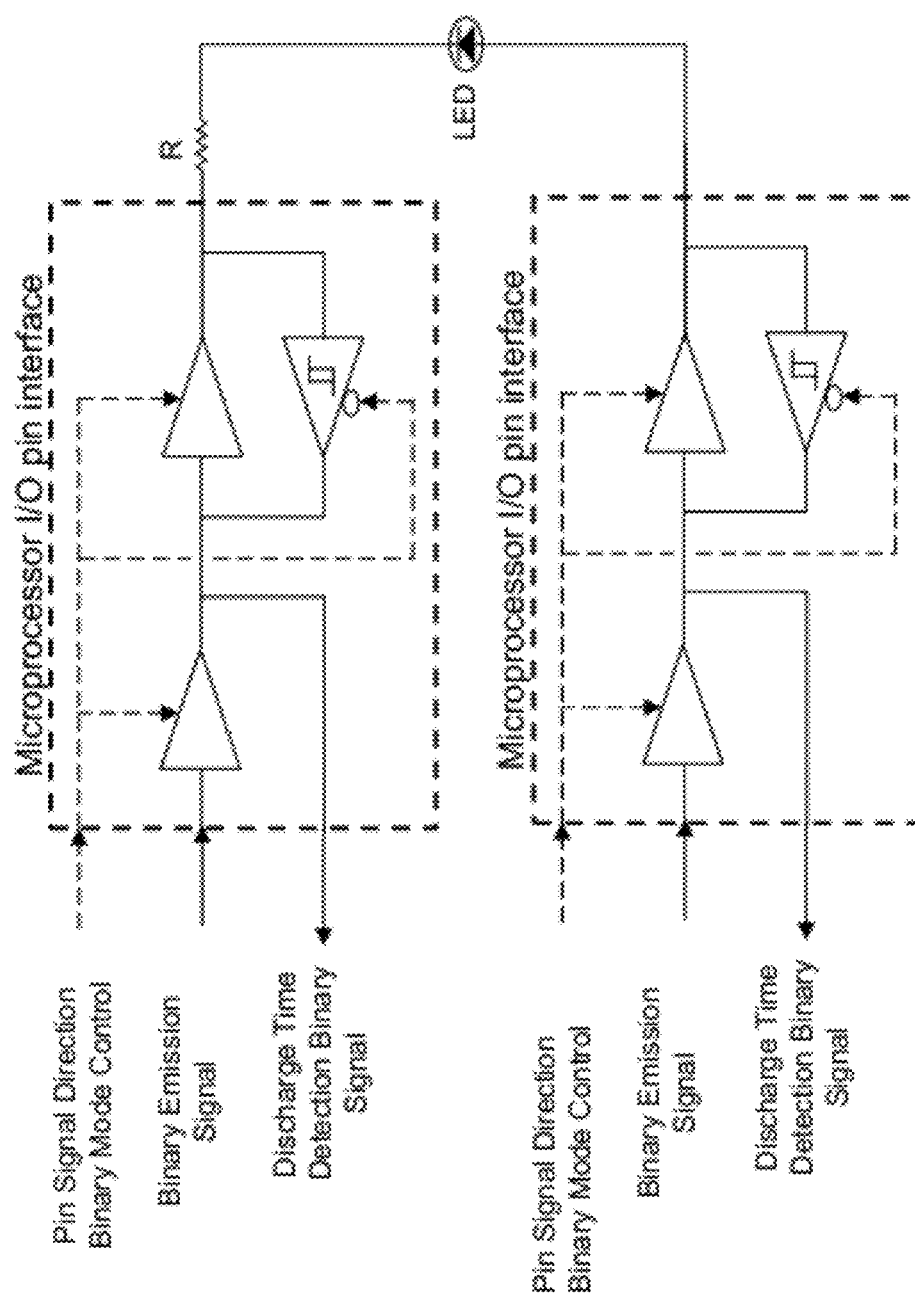 Microprocessor I/O pin interface
Pin Signal Direction
Binary Mode Control
Binary Emission
Signal
Discharge Time
Detection Binary
Signal
R
LED
Microprocessor I/O pin interface
Pin Signal Direction
Binary Mode Control
Binary Emission
Signal
Discharge Time
Detection Binary
Signal